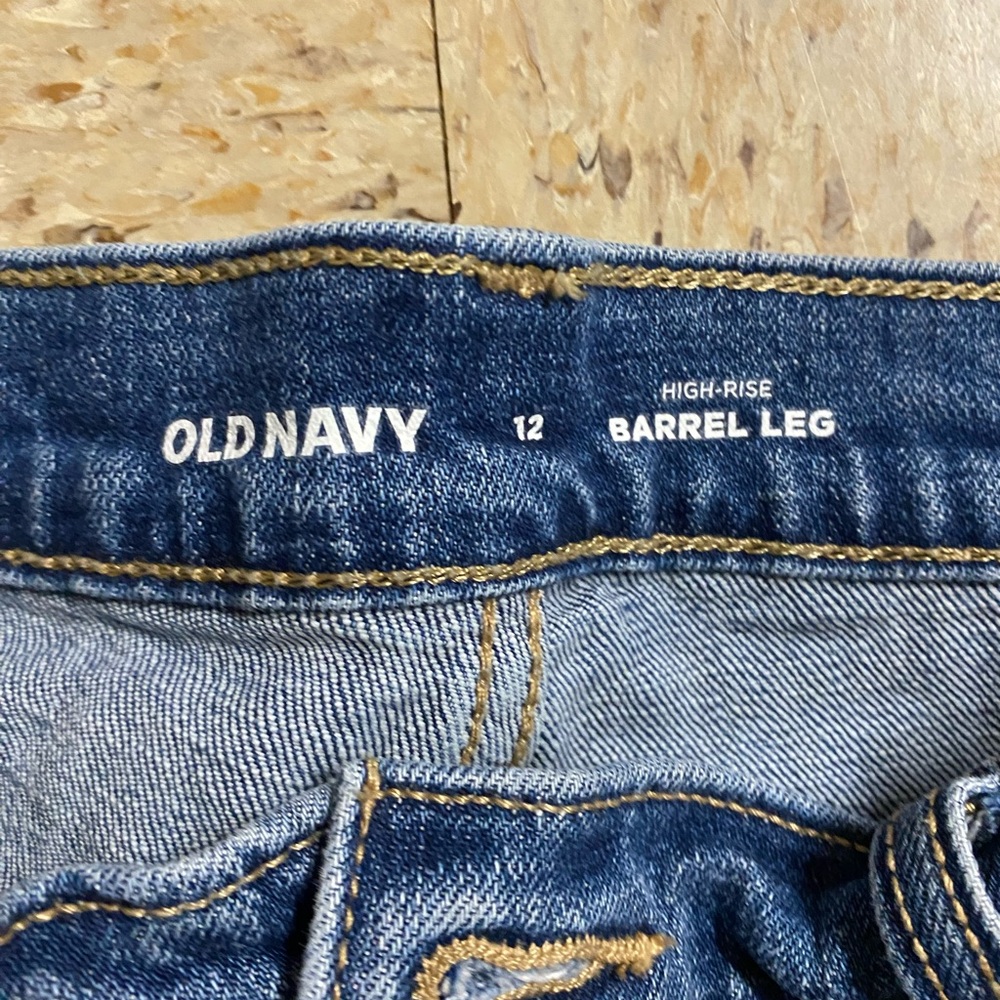 OLD NAVY
12
HIGH-RISE
BARREL LEG